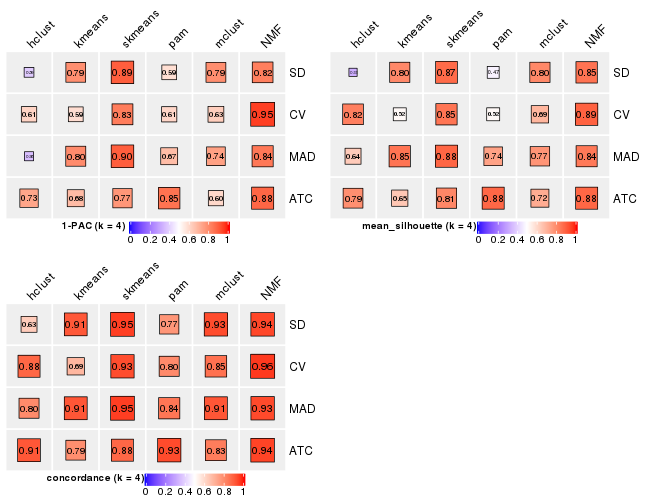 hclust kmeans skmeans pam mclust NMF
0.79 0.89 0.59 0.79 0.82 SD
0.61 0.59 0.83 0.61 0.63 0.95 CV
0.80 0.90 0.67 0.74 0.84 MAD
0.73 0.68 0.77 0.85 0.60 0.88 ATC
1-PAC (k = 4)
0 0.2 0.4 0.6 0.8 1
hclust kmeans skmeans pam mclust NMF
0.80 0.87 0.47 0.80 0.85 SD
0.82 0.52 0.85 0.52 0.69 0.89 CV
0.64 0.85 0.88 0.74 0.77 0.84 MAD
0.79 0.65 0.81 0.88 0.72 0.88 ATC
mean_silhouette (k = 4)
0 0.2 0.4 0.6 0.8 1
hclust kmeans skmeans pam mclust NMF
0.63 0.91 0.95 0.77 0.93 0.94 SD
0.88 0.69 0.93 0.80 0.85 0.96 CV
0.80 0.91 0.95 0.84 0.91 0.93 MAD
0.91 0.79 0.88 0.93 0.83 0.94 ATC
concordance (k = 4)
0 0.2 0.4 0.6 0.8 1